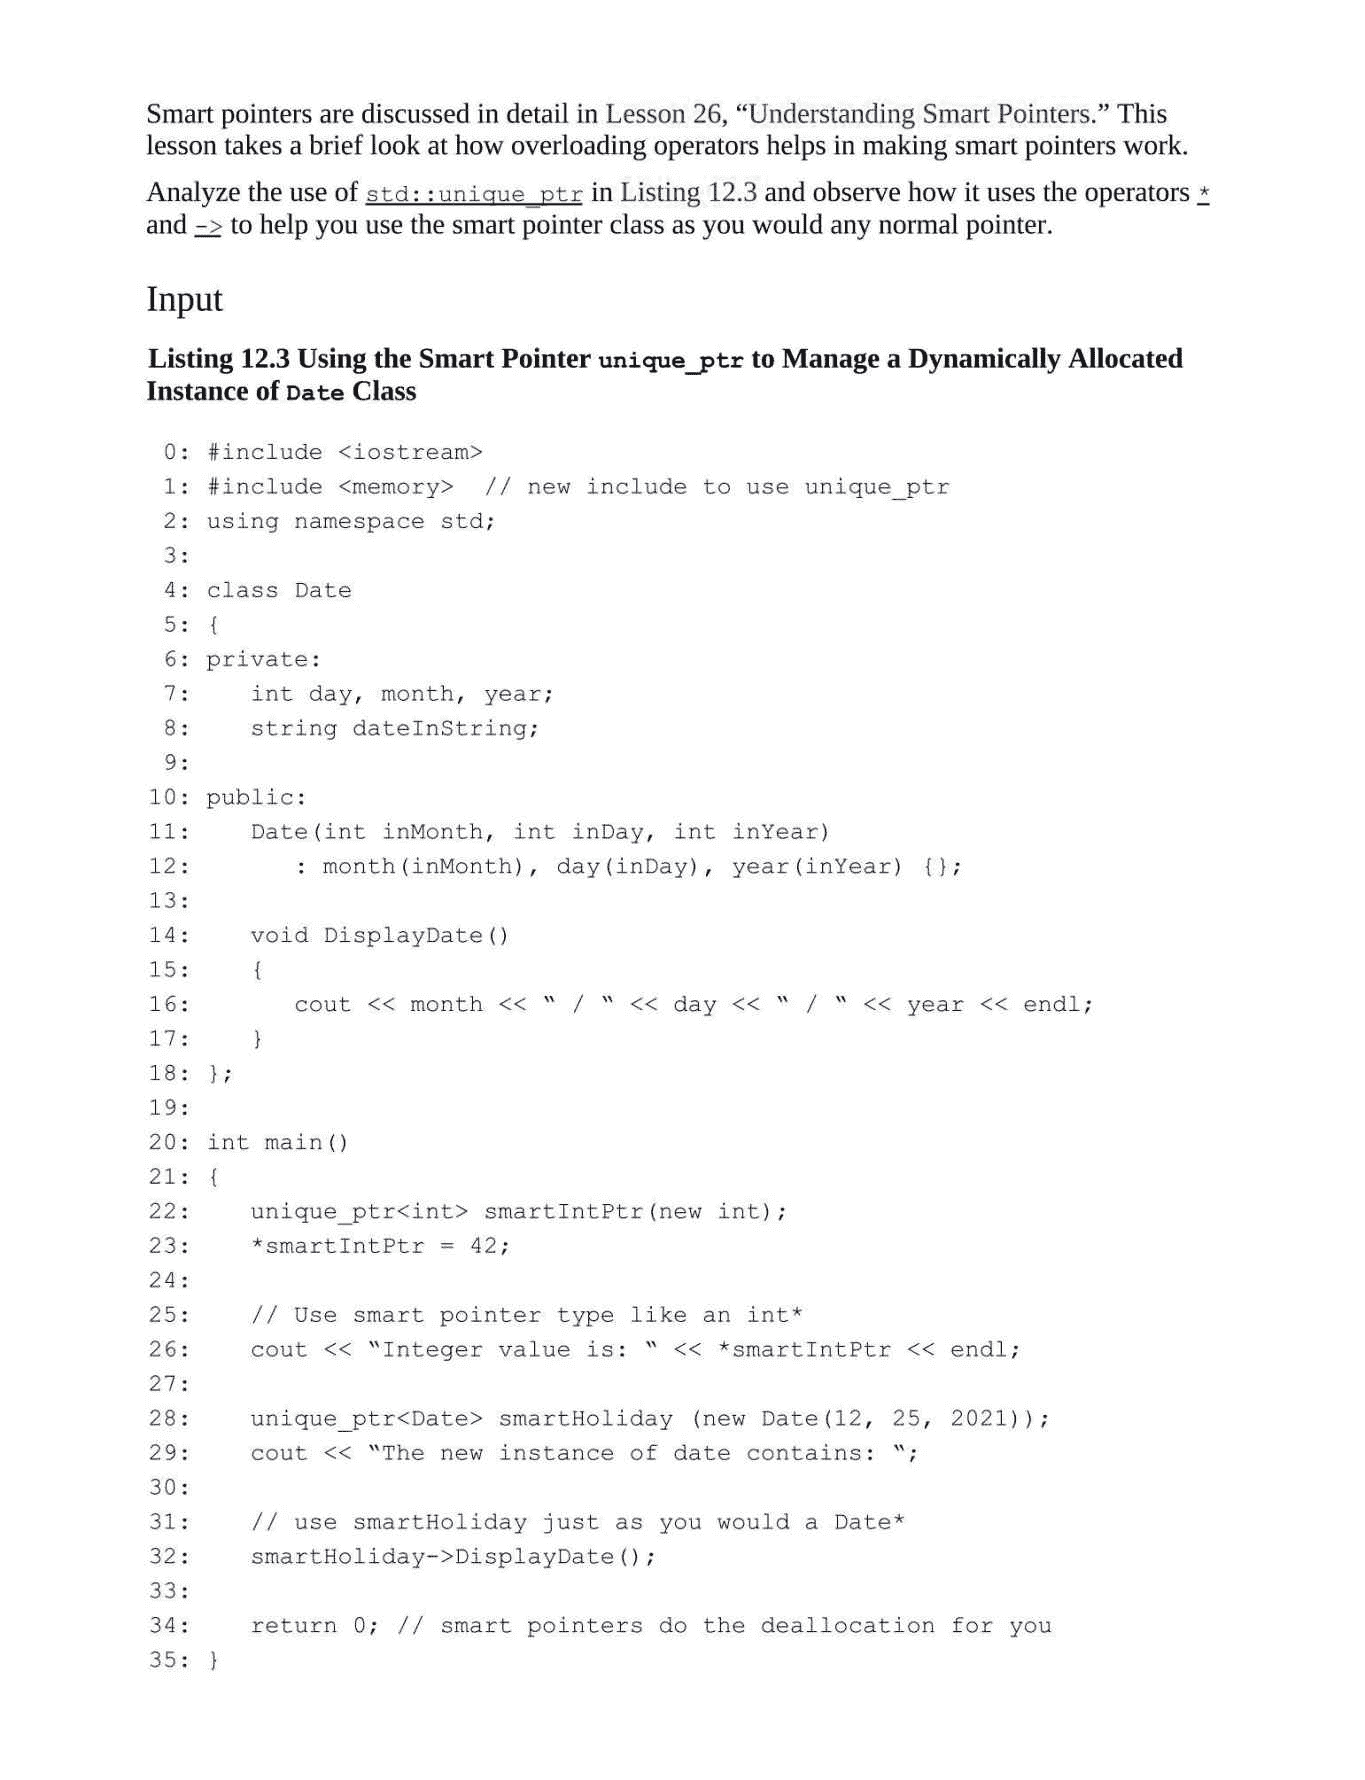 Smart pointers are discussed in detail in Lesson 26, “Understanding Smart Pointers.” This
lesson takes a brief look at how overloading operators helps in making smart pointers work.
Analyze the use of std::unique_ptr in Listing 12.3 and observe how it uses the operators *
and -> to help you use the smart pointer class as you would any normal pointer.
Input
Listing 12.3 Using the Smart Pointer unique_ptr to Manage a Dynamically Allocated
Instance of Date Class
0: #include <iostream>
1: #include <memory>  // new include to use unique_ptr
2: using namespace std;
3:
4: class Date
5: {
6: private:
7:    int day, month, year;
8:    string dateInString;
9:
10: public:
11:    Date(int inMonth, int inDay, int inYear)
12:       : month(inMonth), day(inDay), year(inYear) {};
13:
14:    void DisplayDate()
15:    {
16:       cout << month << “ / “ << day << “ / “ << year << endl;
17:    }
18: };
19:
20: int main()
21: {
22:    unique_ptr<int> smartIntPtr(new int);
23:    *smartIntPtr = 42;
24:
25:    // Use smart pointer type like an int*
26:    cout << “Integer value is: “ << *smartIntPtr << endl;
27:
28:    unique_ptr<Date> smartHoliday (new Date(12, 25, 2021));
29:    cout << “The new instance of date contains: “;
30:
31:    // use smartHoliday just as you would a Date*
32:    smartHoliday->DisplayDate();
33:
34:    return 0; // smart pointers do the deallocation for you
35: }